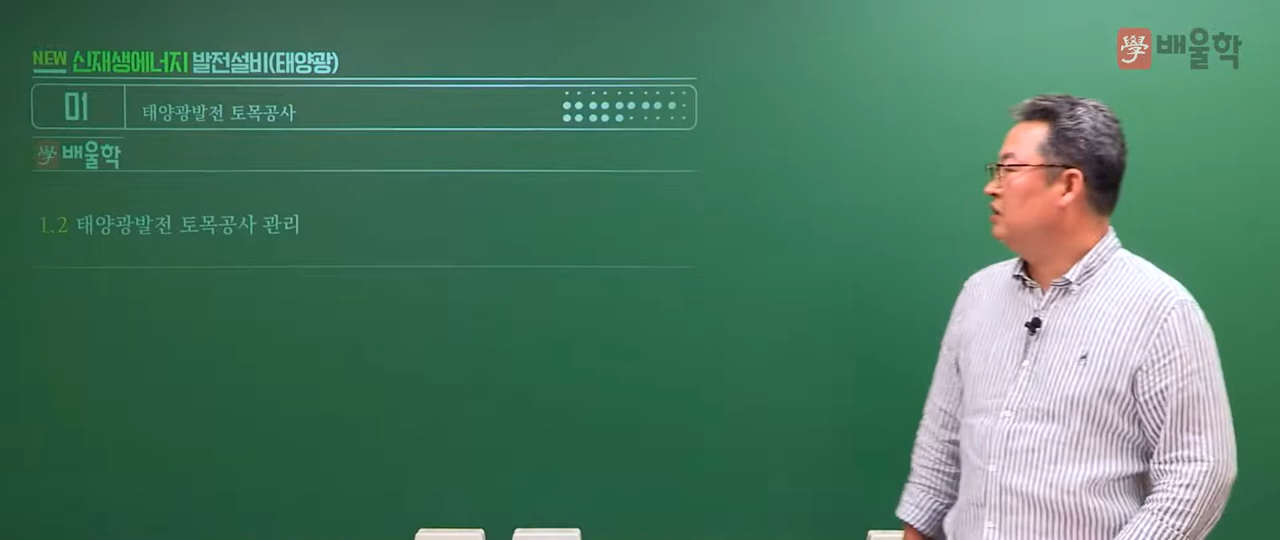 學 배울학
NEW 신재생에너지 발전설비(태양광)
01 태양광발전 토목공사
學 배울학
1.2 태양광발전 토목공사 관리